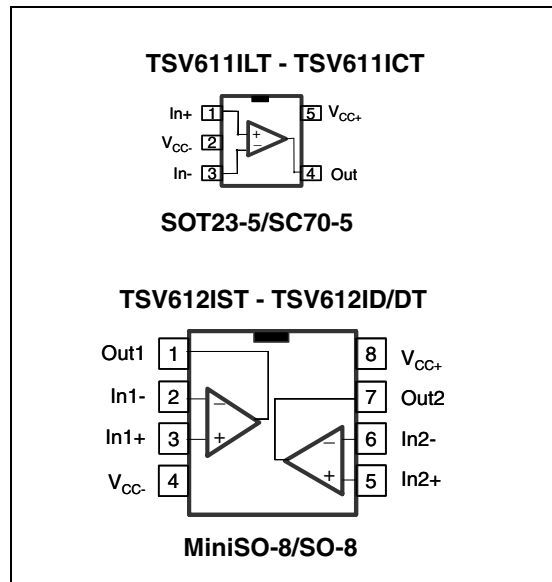 TSV611ILT - TSV611ICT
In+ 1 5 VCC+
VCC- 2
In- 3 4 Out
+
−
SOT23-5/SC70-5
TSV612IST - TSV612ID/DT
Out1 1 8 VCC+
In1- 2 − 7 Out2
In1+ 3 + − 6 In2-
VCC- 4 + 5 In2+
MiniSO-8/SO-8